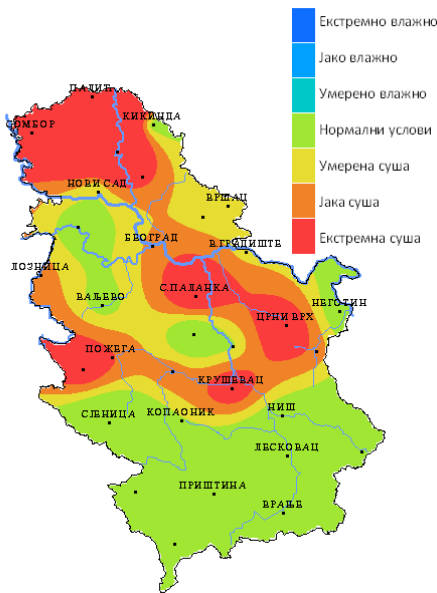 Екстремно влажно
Јако влажно
Умерено влажно
Нормални услови
Умерена суша
Јака суша
Екстремна суша
ПАЛИЋ
СОМБОР
КИКИНДА
НОВИ САД
ВРШАЦ
БЕОГРАД
В.ГРАДИШТЕ
ЛОЗНИЦА
С.ПАЛАНКА
ВАЉЕВО
НЕГОТИН
ЦРНИ ВРХ
ПОЖЕГА
КРУШЕВАЦ
СЈЕНИЦА
КОПАОНИК
НИШ
ЛЕСКОВАЦ
ПРИШТИНА
ВРАЊЕ